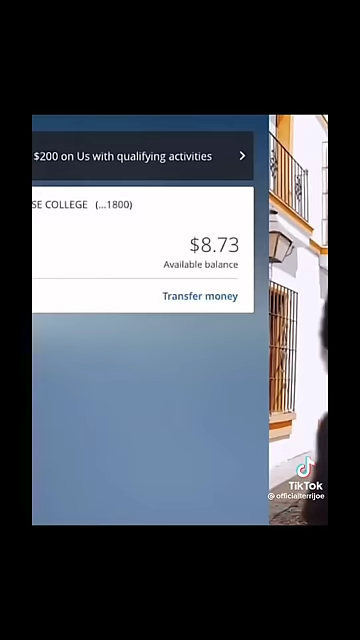 $200 on Us with qualifying activities
SE COLLEGE (...1800)
$8.73
Available balance
Transfer money
TikTok
@officialterrijoe